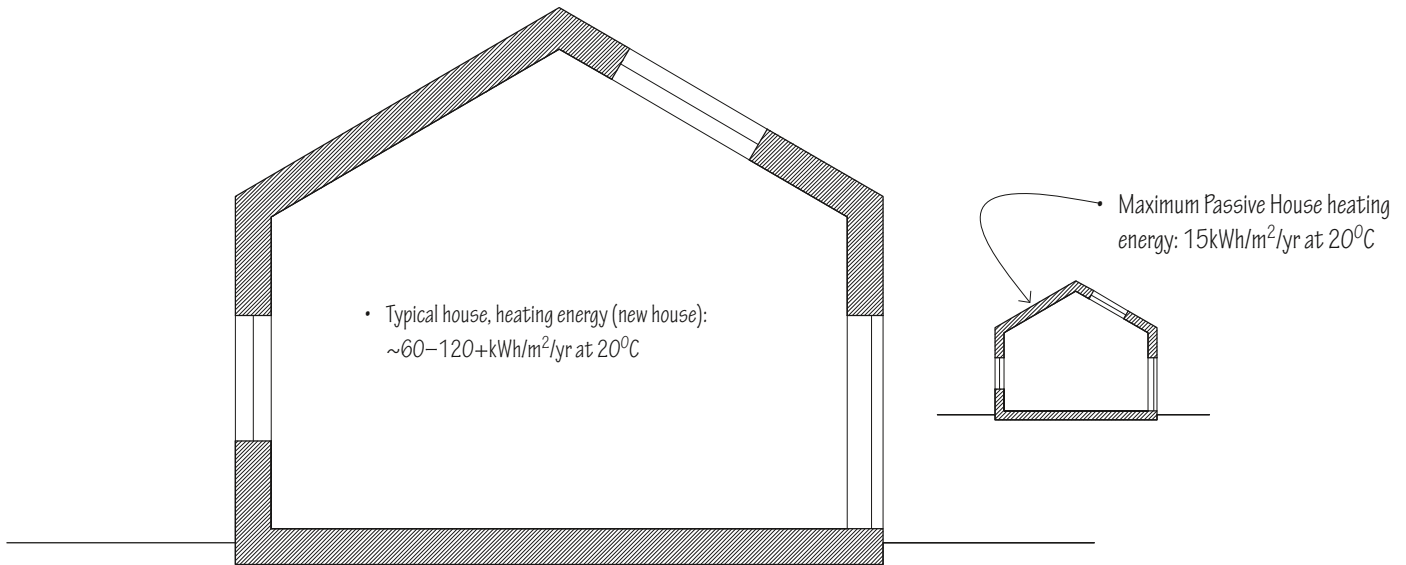 • Maximum Passive House heating
energy: 15kWh/m²/yr at 20⁰C
• Typical house, heating energy (new house):
~60–120+kWh/m²/yr at 20⁰C